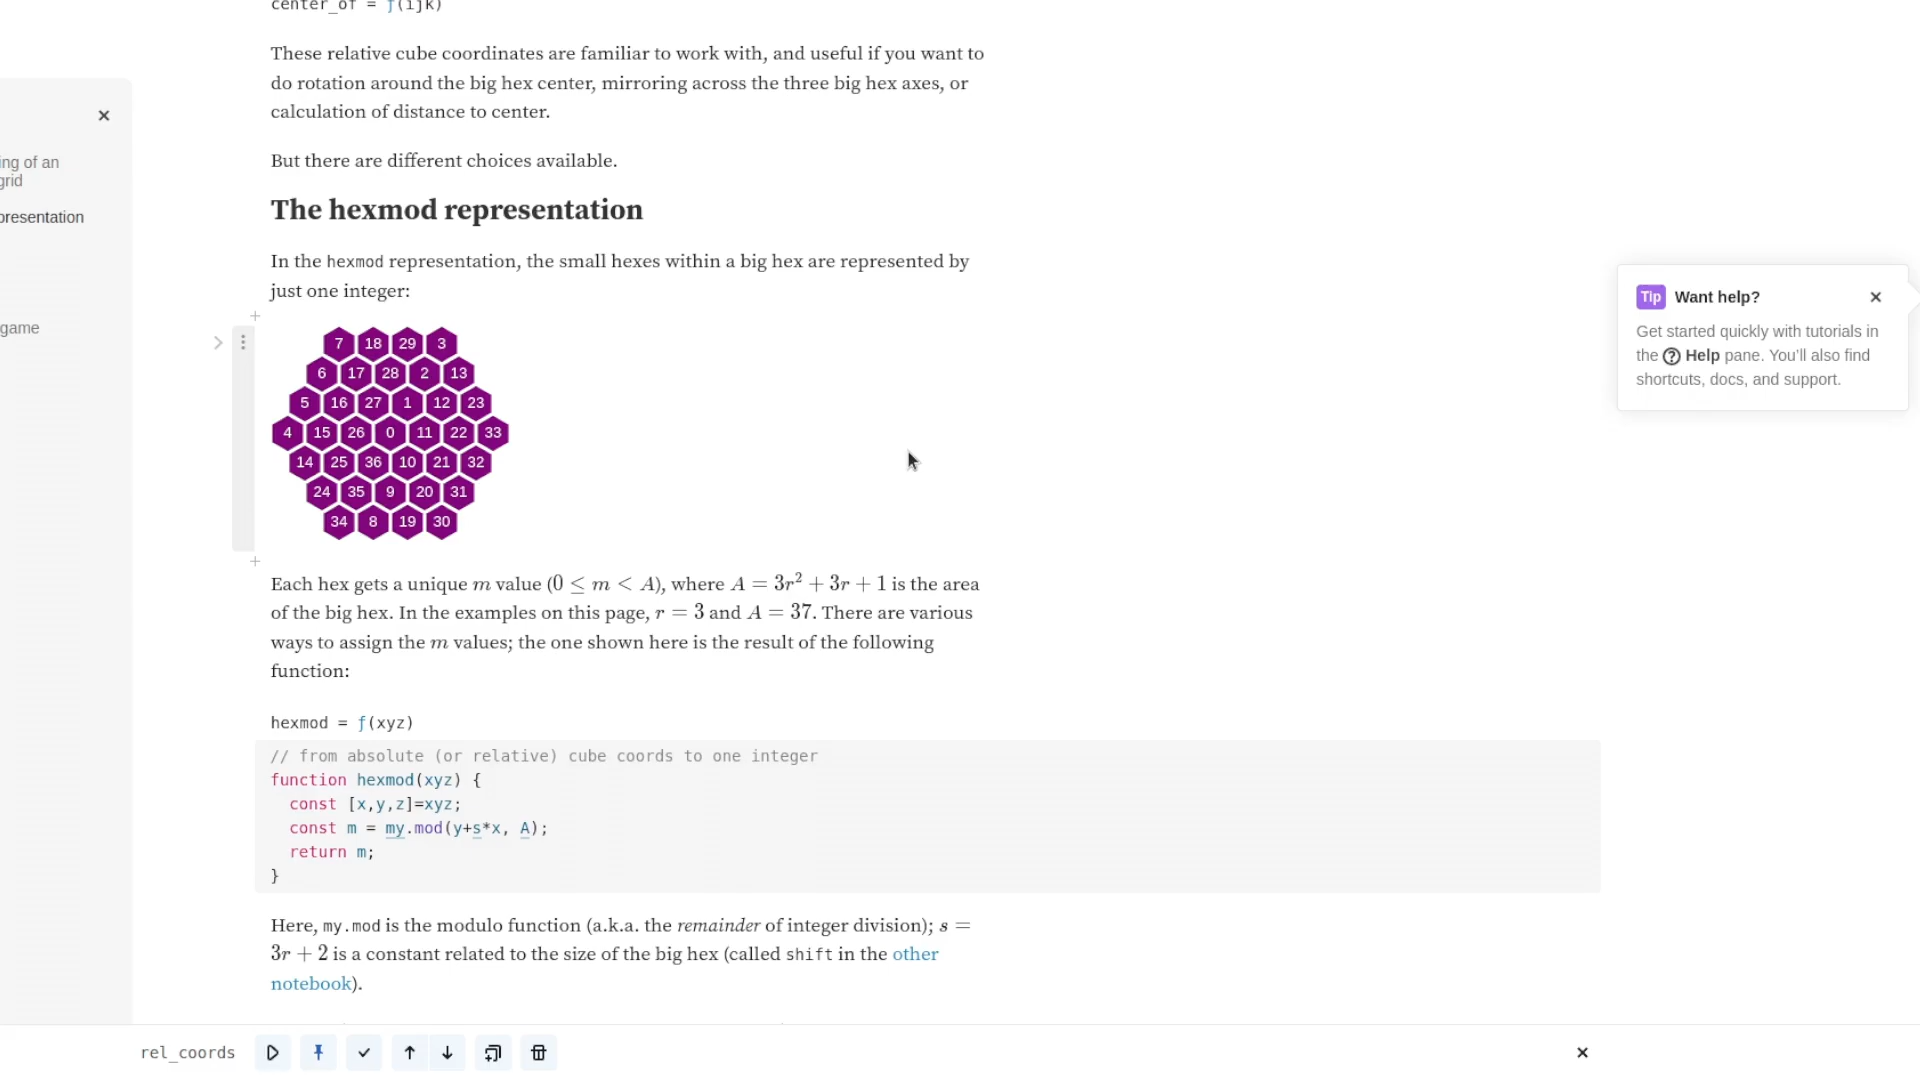 center_of = ƒ(ijk)
These relative cube coordinates are familiar to work with, and useful if you want to
do rotation around the big hex center, mirroring across the three big hex axes, or
calculation of distance to center.
But there are different choices available.
The hexmod representation
In the hexmod representation, the small hexes within a big hex are represented by
just one integer:
ing of an
grid
presentation
game
7 18 29 3
6 17 28 2 13
5 16 27 1 12 23
4 15 26 0 11 22 33
14 25 36 10 21 32
24 35 9 20 31
34 8 19 30
Each hex gets a unique m value (0 ≤ m < A), where A = 3r² + 3r + 1 is the area
of the big hex. In the examples on this page, r = 3 and A = 37. There are various
ways to assign the m values; the one shown here is the result of the following
function:
hexmod = ƒ(xyz)
// from absolute (or relative) cube coords to one integer
function hexmod(xyz) {
  const [x,y,z]=xyz;
  const m = my.mod(y+s*x, A);
  return m;
}
Here, my.mod is the modulo function (a.k.a. the remainder of integer division); s =
3r + 2 is a constant related to the size of the big hex (called shift in the other
notebook).
Tip Want help?
Get started quickly with tutorials in
the ? Help pane. You'll also find
shortcuts, docs, and support.
rel_coords